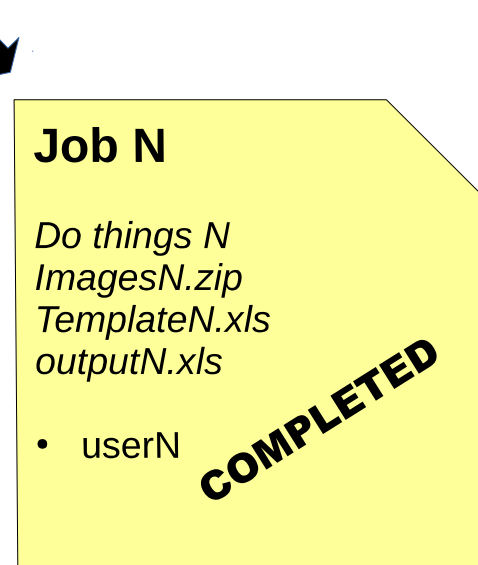 Job N
Do things N
ImagesN.zip
TemplateN.xls
outputN.xls
• userN
COMPLETED